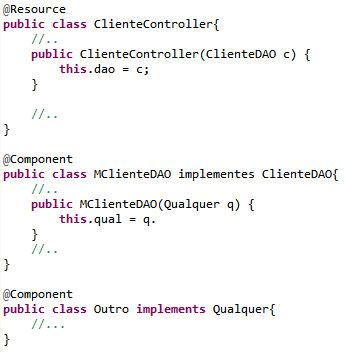 @Resource
public class ClienteController{
//..
public ClienteController(ClienteDAO c) {
this.dao = c;
}
//..
}
@Component
public class MClienteDAO implementes ClienteDAO{
//..
public MClienteDAO(Qualquer q) {
this.qual = q.
}
//..
}
@Component
public class Outro implements Qualquer{
//...
}